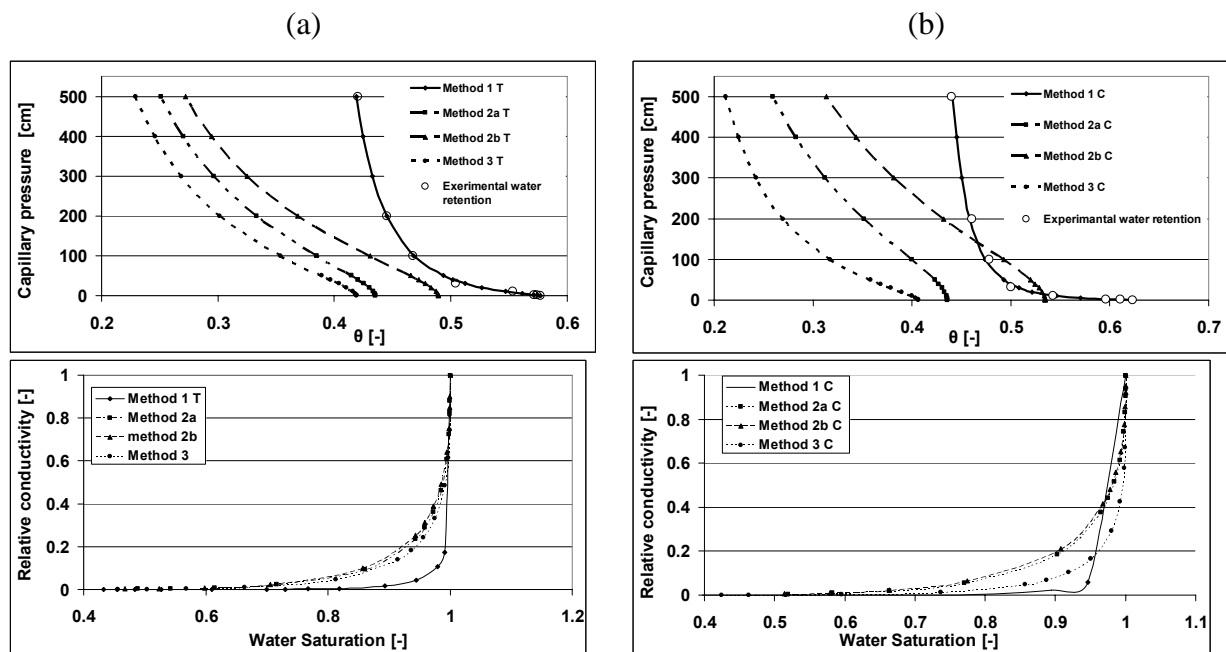 (a)
(b)
Capillary pressure [cm]
500
400
300
200
100
0
0.2
0.3
0.4
0.5
0.6
θ [-]
Method 1 T
Method 2a T
Method 2b T
Method 3 T
Exerimental water
retention
Capillary pressure [cm]
500
400
300
200
100
0
0.2
0.3
0.4
0.5
0.6
0.7
θ [-]
Method 1 C
Method 2a C
Method 2b C
Method 3 C
Experimantal water retention
Relative conductivity [-]
1
0.8
0.6
0.4
0.2
0
0.4
0.6
0.8
1
1.2
Water Saturation [-]
Method 1 T
Method 2a
method 2b
Method 3
Relative conductivity [-]
1
0.8
0.6
0.4
0.2
0
0.4
0.5
0.6
0.7
0.8
0.9
1
1.1
Water Saturation [-]
Method 1 C
Method 2a C
Method 2b C
Method 3 C